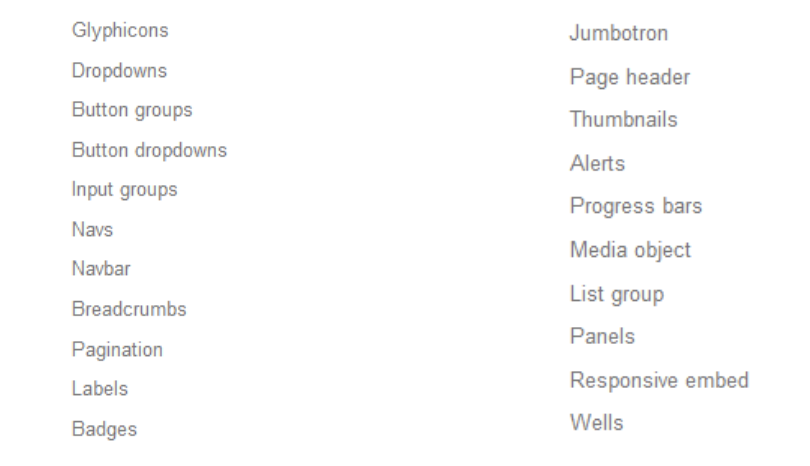 Glyphicons
Dropdowns
Button groups
Button dropdowns
Input groups
Navs
Navbar
Breadcrumbs
Pagination
Labels
Badges
Jumbotron
Page header
Thumbnails
Alerts
Progress bars
Media object
List group
Panels
Responsive embed
Wells